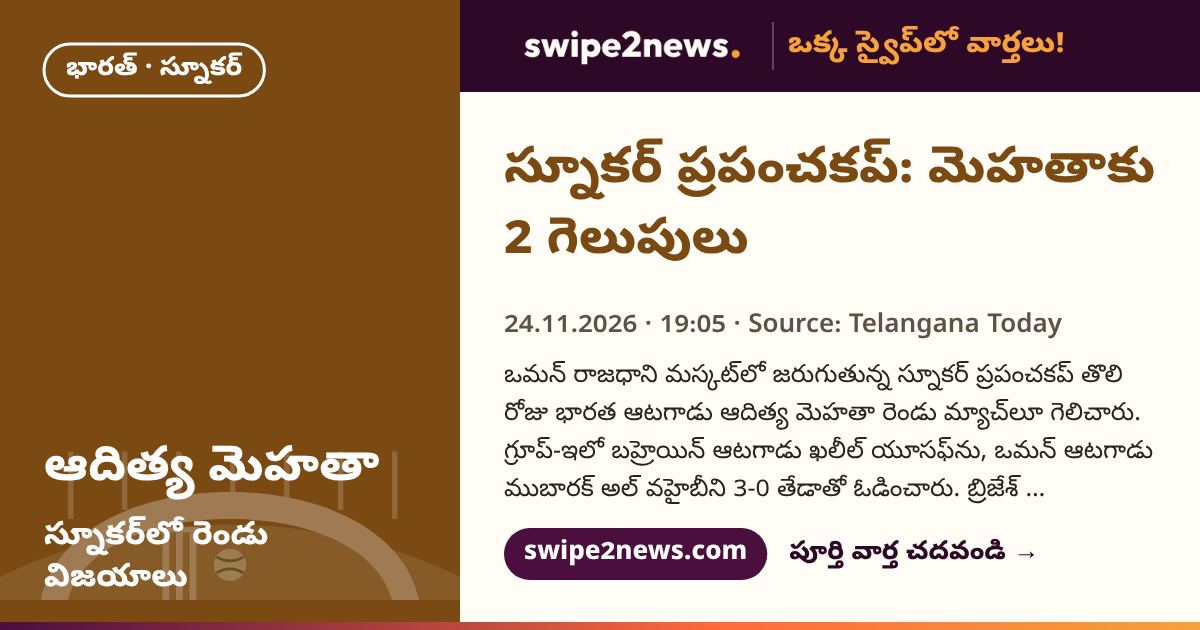 భారత్ · స్నూకర్
ఆదిత్య మెహతా
స్నూకర్‌లో రెండు
విజయాలు
swipe2news.
ఒక్క స్వైప్‌లో వార్తలు!
స్నూకర్ ప్రపంచకప్: మెహతాకు
2 గెలుపులు
24.11.2026 · 19:05 · Source: Telangana Today
ఒమన్ రాజధాని మస్కట్‌లో జరుగుతున్న స్నూకర్ ప్రపంచకప్ తొలి
రోజు భారత ఆటగాడు ఆదిత్య మెహతా రెండు మ్యాచ్‌లూ గెలిచారు.
గ్రూప్-ఇలో బహ్రెయిన్ ఆటగాడు ఖలీల్ యూసఫ్‌ను, ఒమన్ ఆటగాడు
ముబారక్ అల్ వహైబీని 3-0 తేడాతో ఓడించారు. బ్రిజేశ్ ...
swipe2news.com
పూర్తి వార్త చదవండి →